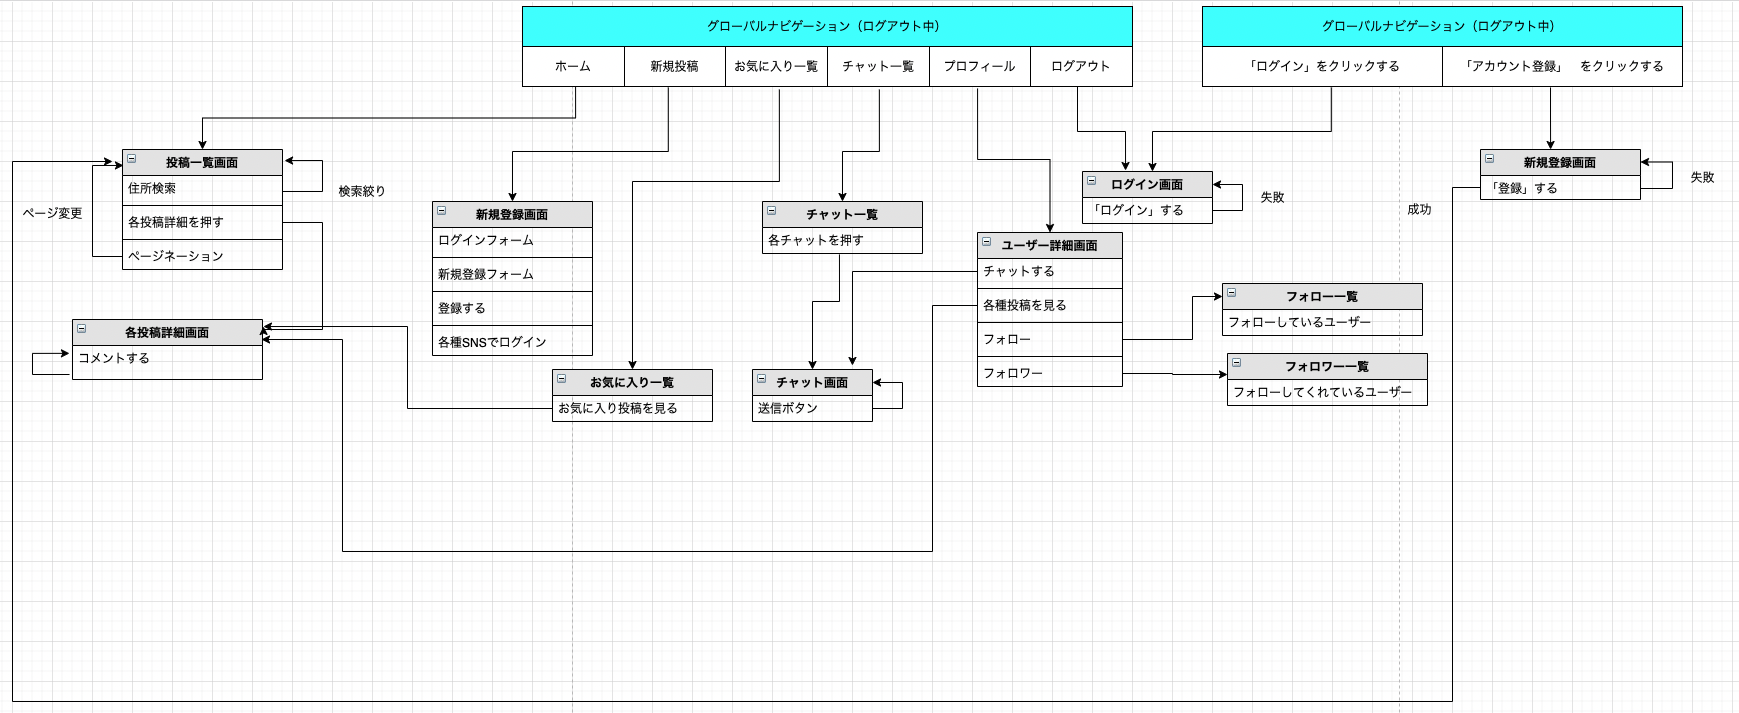 グローバルナビゲーション（ログアウト中）
ホーム
新規投稿
お気に入り一覧
チャット一覧
プロフィール
ログアウト
グローバルナビゲーション（ログアウト中）
「ログイン」をクリックする
「アカウント登録」　をクリックする
投稿一覧画面
住所検索
各投稿詳細を押す
ページネーション
検索絞り
ページ変更
各投稿詳細画面
コメントする
新規登録画面
ログインフォーム
新規登録フォーム
登録する
各種SNSでログイン
お気に入り一覧
お気に入り投稿を見る
チャット一覧
各チャットを押す
チャット画面
送信ボタン
ユーザー詳細画面
チャットする
各種投稿を見る
フォロー
フォロワー
ログイン画面
「ログイン」する
失敗
フォロー一覧
フォローしているユーザー
フォロワー一覧
フォローしてくれているユーザー
成功
新規登録画面
「登録」する
失敗